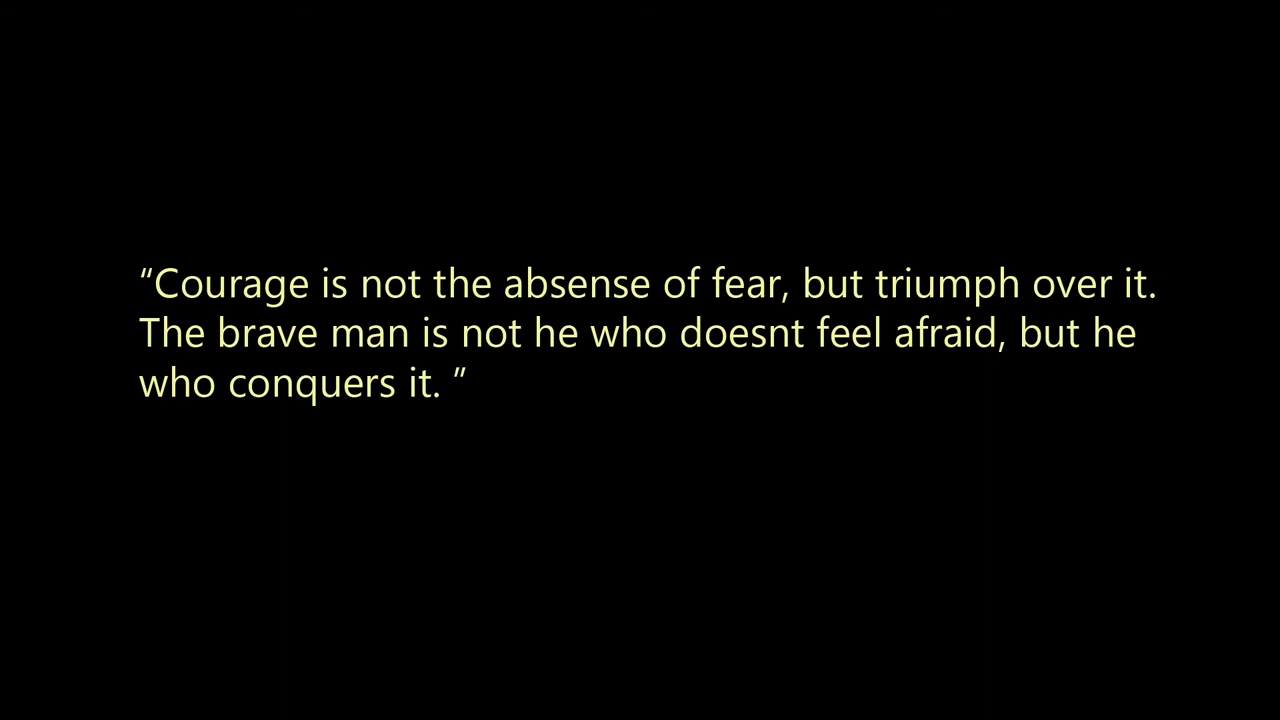 “Courage is not the absense of fear, but triumph over it.
The brave man is not he who doesnt feel afraid, but he
who conquers it. ”